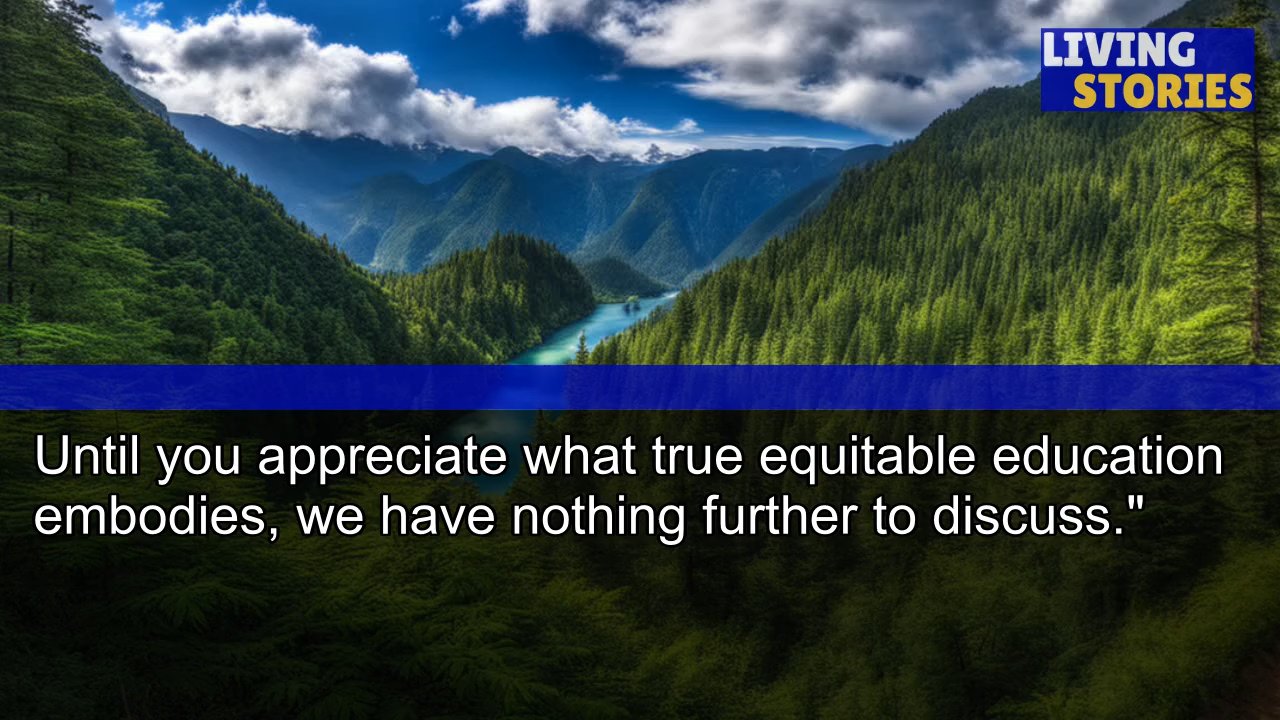 LIVING
STORIES
Until you appreciate what true equitable education
embodies, we have nothing further to discuss."